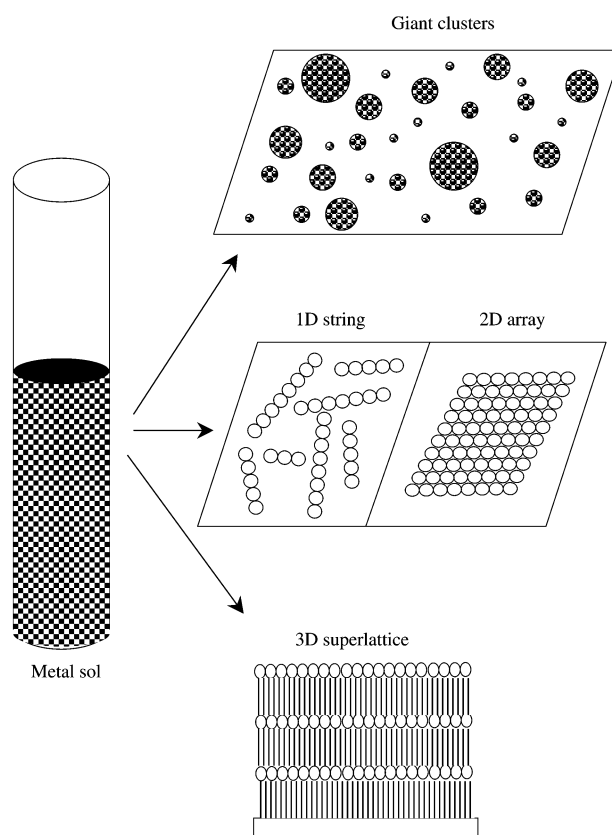 Giant clusters
1D string
2D array
Metal sol
3D superlattice